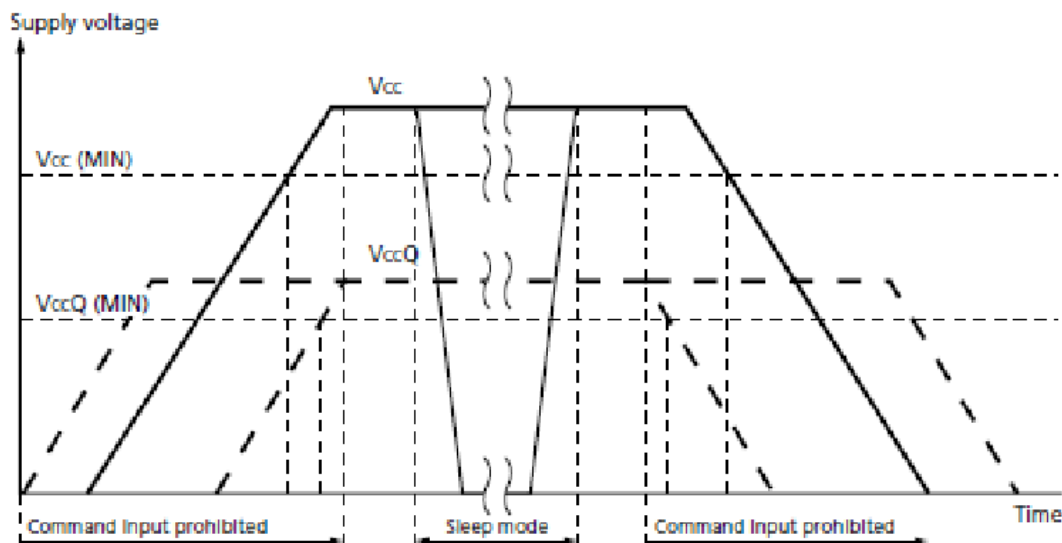 Supply voltage
Vcc
Vcc (MIN)
VccQ
VccQ (MIN)
Time
Command input prohibited
Sleep mode
Command input prohibited